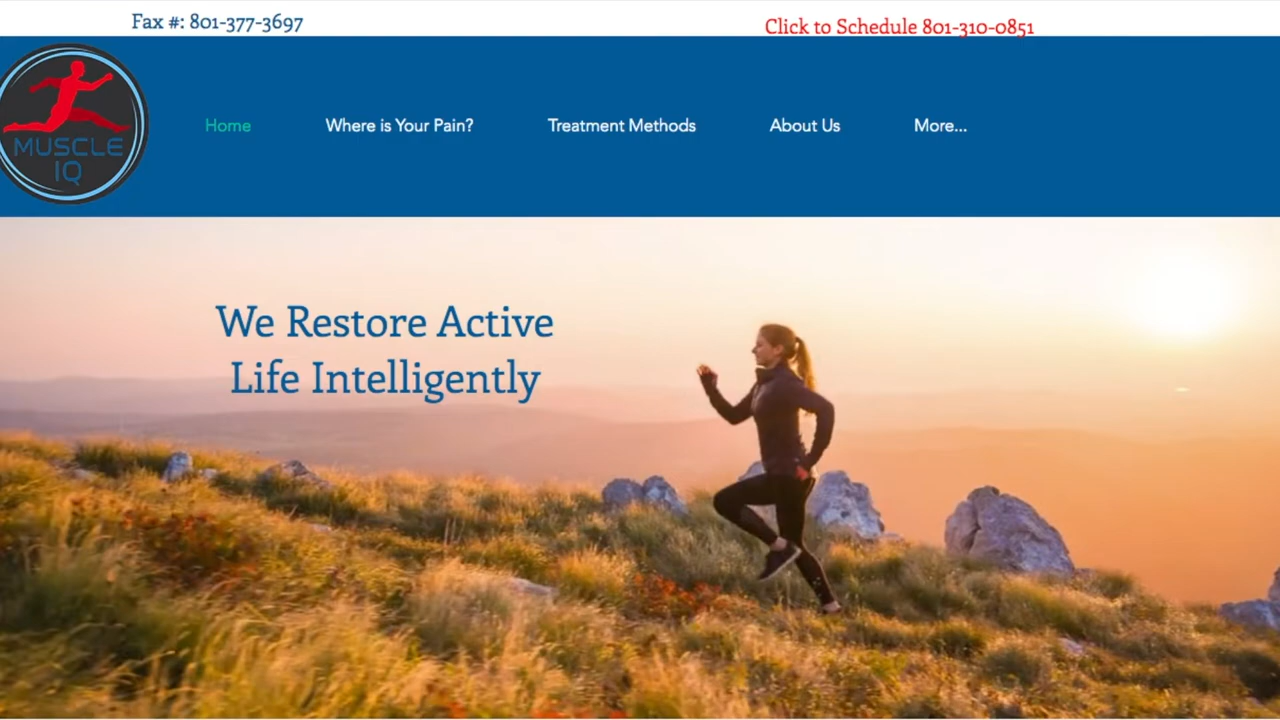 Fax #: 801-377-3697
Click to Schedule 801-310-0851
MUSCLE
IQ
Home
Where is Your Pain?
Treatment Methods
About Us
More...
We Restore Active
Life Intelligently